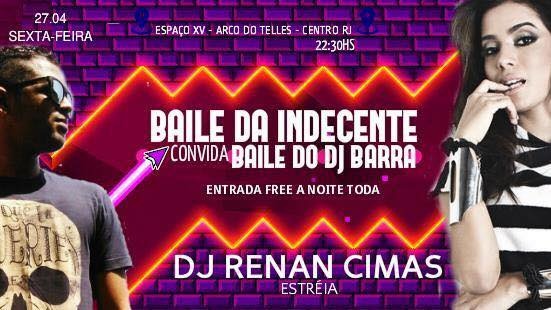 27.04
SEXTA-FEIRA
ESPAÇO XV - ARCO DO TELLES - CENTRO RJ
22:30HS
BAILE DA INDECENTE
CONVIDA BAILE DO DJ BARRA
ENTRADA FREE A NOITE TODA
DJ RENAN CIMAS
ESTRÉIA